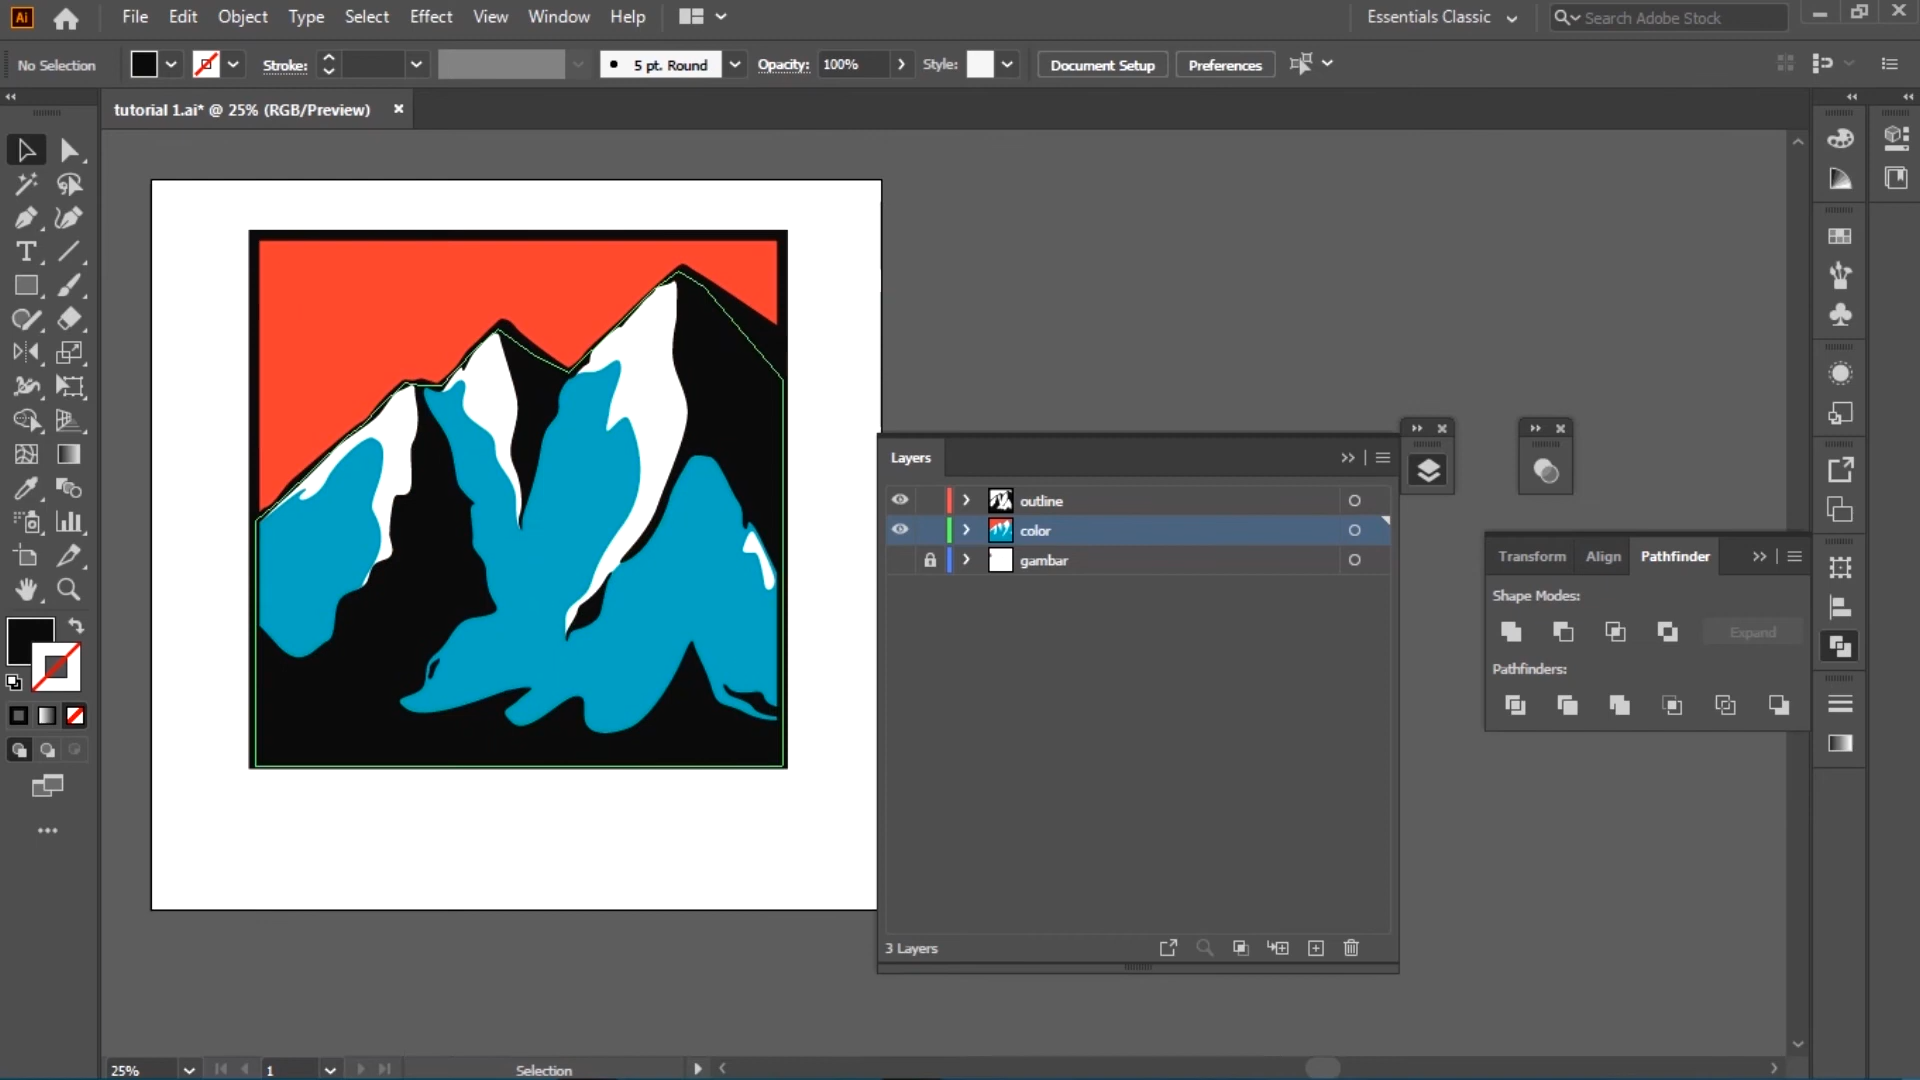 Ai File Edit Object Type Select Effect View Window Help Essentials Classic Search Adobe Stock
No Selection Stroke: 5 pt. Round Opacity: 100% Style: Document Setup Preferences
tutorial 1.ai* @ 25% (RGB/Preview)
Layers
outline
color
gambar
3 Layers
Transform Align Pathfinder
Shape Modes:
Expand
Pathfinders:
25% 1 Selection